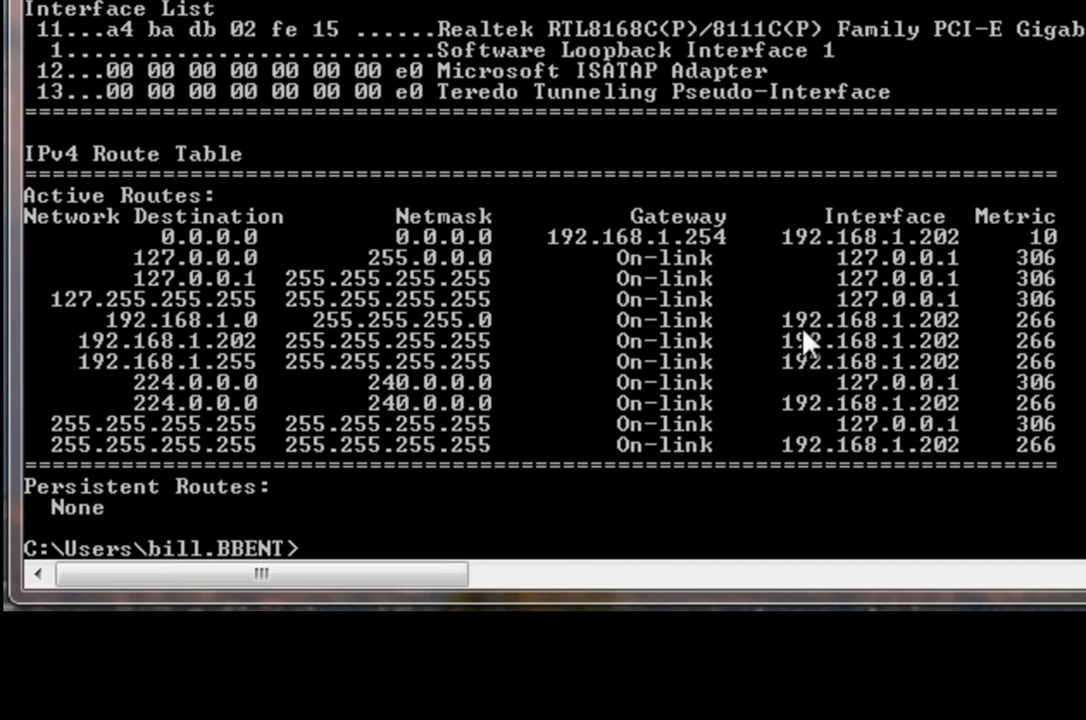 Interface List
11...a4 ba db 02 fe 15 ......Realtek RTL8168C(P)/8111C(P) Family PCI-E Gigab
1...........................Software Loopback Interface 1
12...00 00 00 00 00 00 00 e0 Microsoft ISATAP Adapter
13...00 00 00 00 00 00 00 e0 Teredo Tunneling Pseudo-Interface
===========================================================================
IPv4 Route Table
===========================================================================
Active Routes:
Network Destination Netmask Gateway Interface Metric
0.0.0.0 0.0.0.0 192.168.1.254 192.168.1.202 10
127.0.0.0 255.0.0.0 On-link 127.0.0.1 306
127.0.0.1 255.255.255.255 On-link 127.0.0.1 306
127.255.255.255 255.255.255.255 On-link 127.0.0.1 306
192.168.1.0 255.255.255.0 On-link 192.168.1.202 266
192.168.1.202 255.255.255.255 On-link 192.168.1.202 266
192.168.1.255 255.255.255.255 On-link 192.168.1.202 266
224.0.0.0 240.0.0.0 On-link 127.0.0.1 306
224.0.0.0 240.0.0.0 On-link 192.168.1.202 266
255.255.255.255 255.255.255.255 On-link 127.0.0.1 306
255.255.255.255 255.255.255.255 On-link 192.168.1.202 266
===========================================================================
Persistent Routes:
None
C:\Users\bill.BBENT>